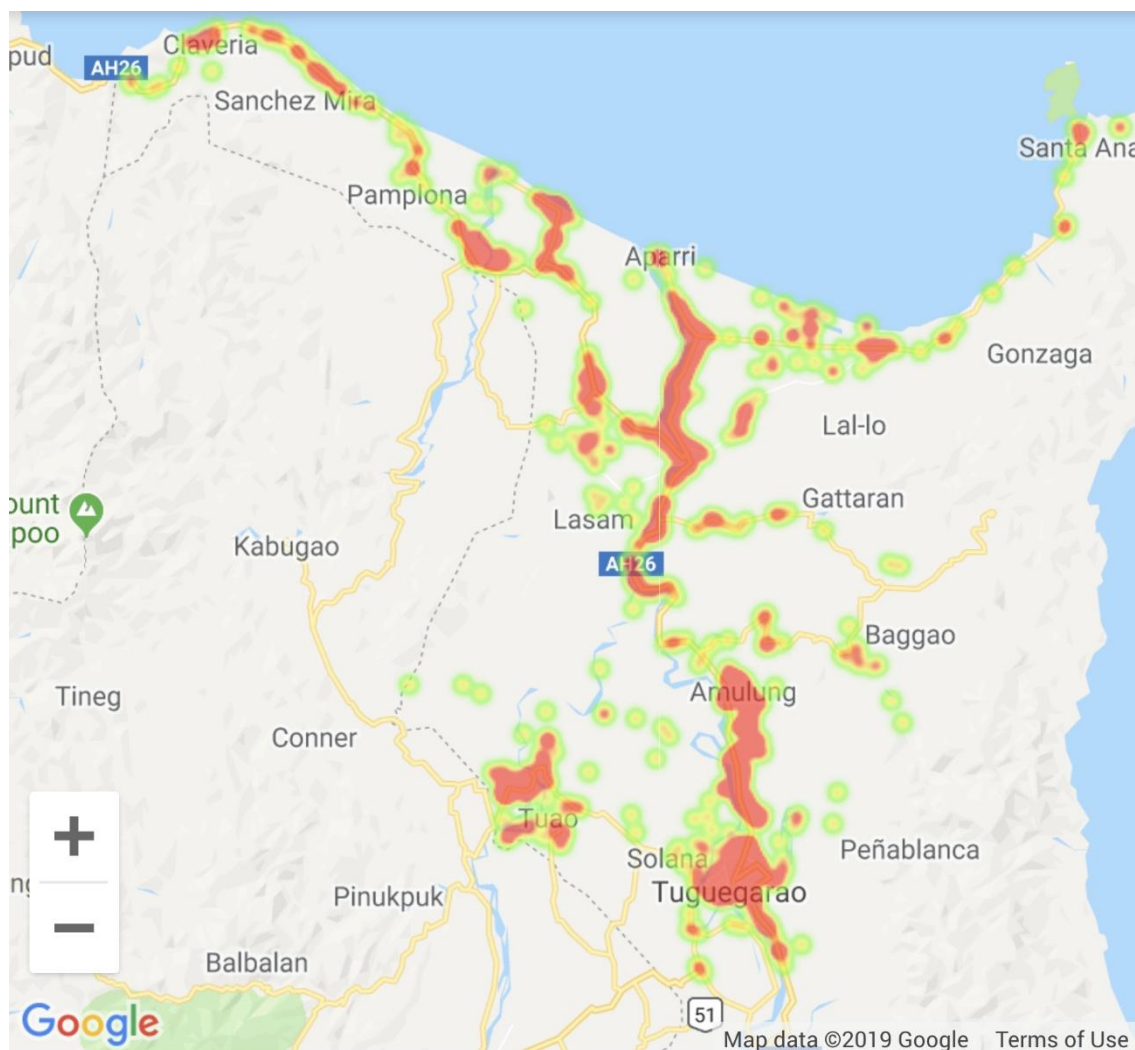 pud
Claveria
AH26
Sanchez Mira
Santa Ana
Pamplona
Aparri
Gonzaga
Lal-lo
Gattaran
ount
poo
Lasam
Kabugao
AH26
Baggao
Tineg
Amulung
Conner
Tuao
Solana
Peñablanca
Tuguegarao
Pinukpuk
Balbalan
51
Google
Map data ©2019 Google
Terms of Use